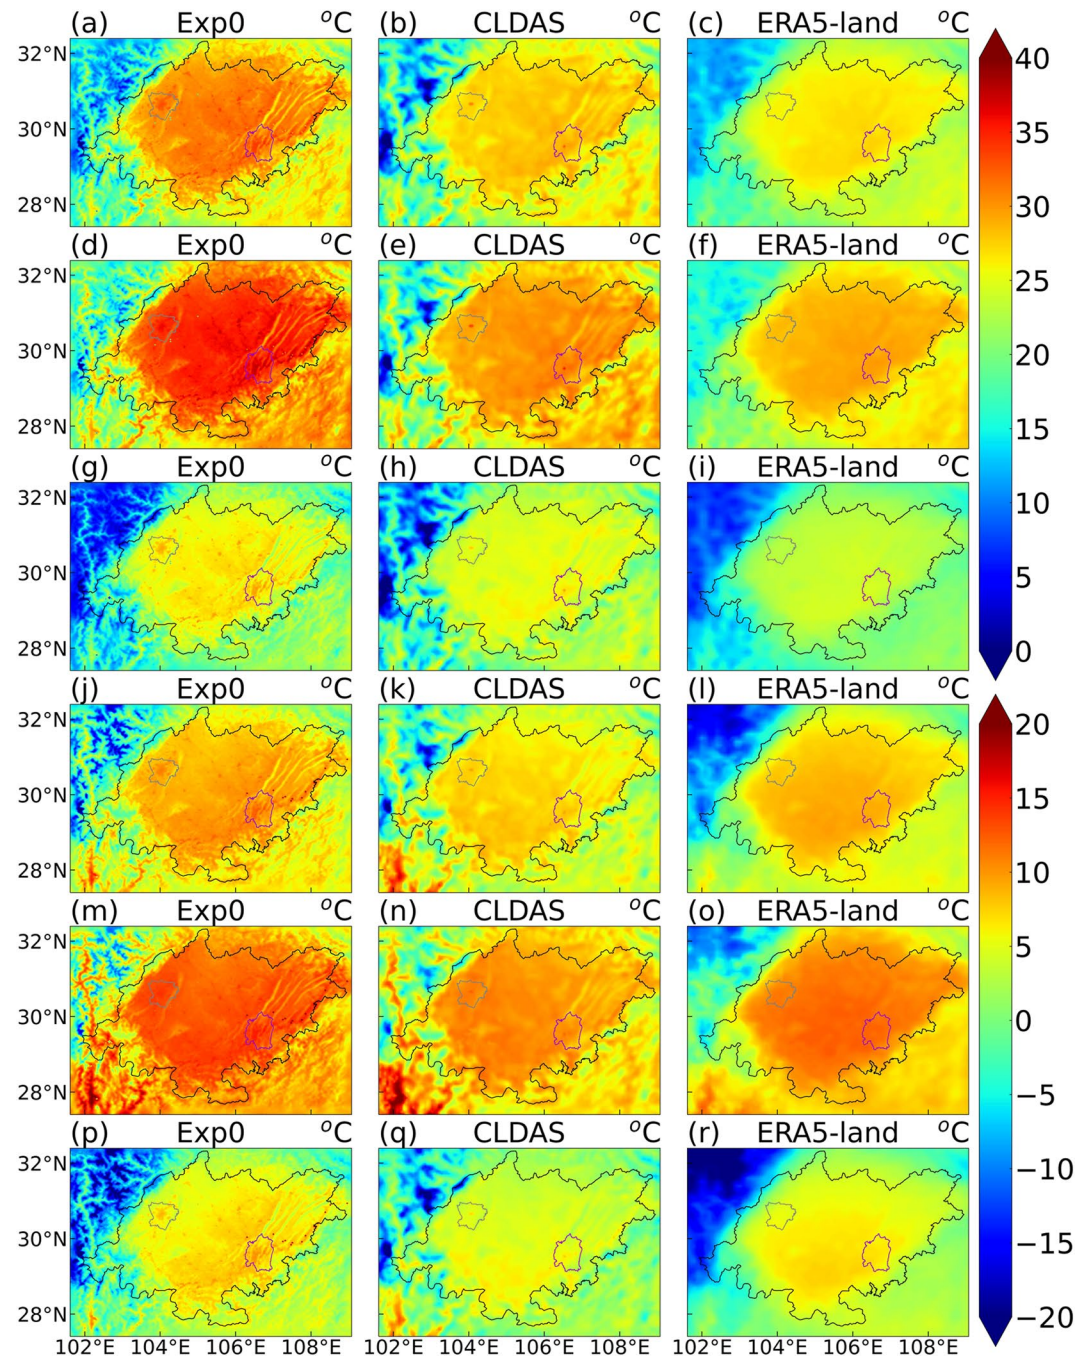 (a) Exp0 °C (b) CLDAS °C (c) ERA5-land °C
32°N
30°N
28°N
(d) Exp0 °C (e) CLDAS °C (f) ERA5-land °C
32°N
30°N
28°N
(g) Exp0 °C (h) CLDAS °C (i) ERA5-land °C
32°N
30°N
28°N
40
35
30
25
20
15
10
5
0
(j) Exp0 °C (k) CLDAS °C (l) ERA5-land °C
32°N
30°N
28°N
(m) Exp0 °C (n) CLDAS °C (o) ERA5-land °C
32°N
30°N
28°N
(p) Exp0 °C (q) CLDAS °C (r) ERA5-land °C
32°N
30°N
28°N
20
15
10
5
0
−5
−10
−15
−20
102°E 104°E 106°E 108°E 102°E 104°E 106°E 108°E 102°E 104°E 106°E 108°E